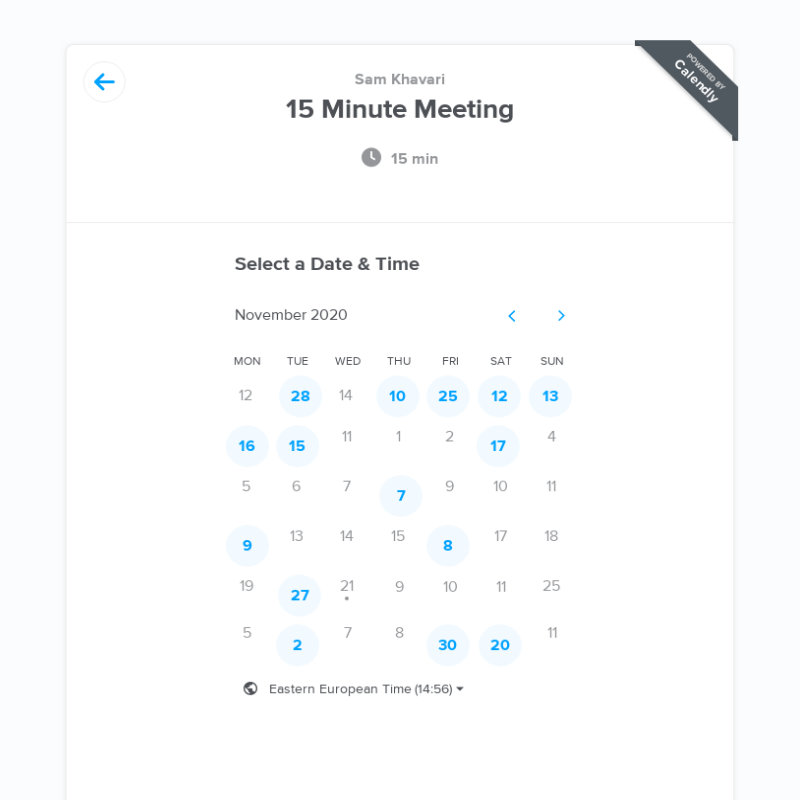 POWERED BY
Calendly
Sam Khavari
15 Minute Meeting
15 min
Select a Date & Time
November 2020
MON TUE WED THU FRI SAT SUN
12 28 14 10 25 12 13
16 15 11 1 2 17 4
5 6 7 7 9 10 11
9 13 14 15 8 17 18
19 27 21 9 10 11 25
5 2 7 8 30 20 11
Eastern European Time (14:56)